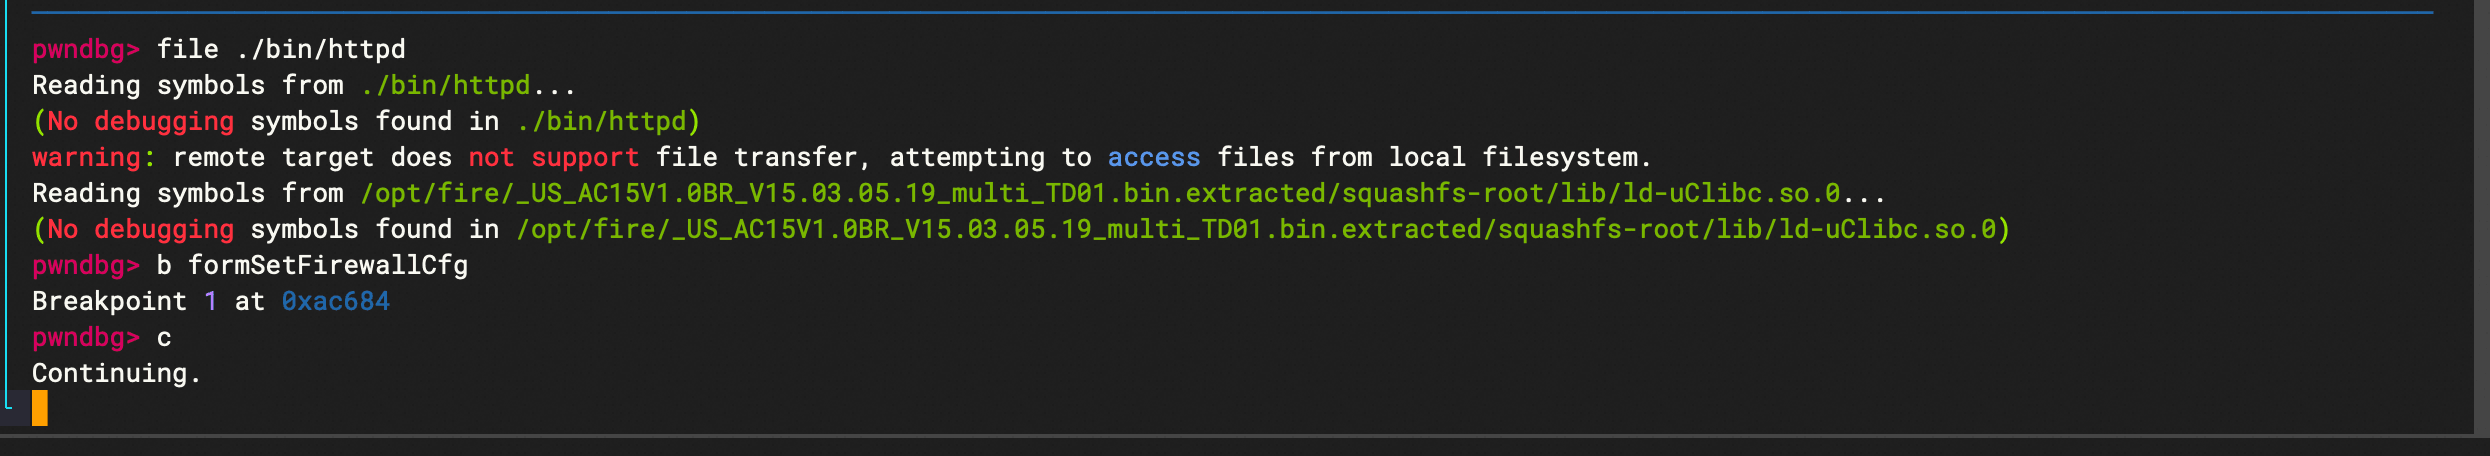 pwndbg> file ./bin/httpd
Reading symbols from ./bin/httpd...
(No debugging symbols found in ./bin/httpd)
warning: remote target does not support file transfer, attempting to access files from local filesystem.
Reading symbols from /opt/fire/_US_AC15V1.0BR_V15.03.05.19_multi_TD01.bin.extracted/squashfs-root/lib/ld-uClibc.so.0...
(No debugging symbols found in /opt/fire/_US_AC15V1.0BR_V15.03.05.19_multi_TD01.bin.extracted/squashfs-root/lib/ld-uClibc.so.0)
pwndbg> b formSetFirewallCfg
Breakpoint 1 at 0xac684
pwndbg> c
Continuing.